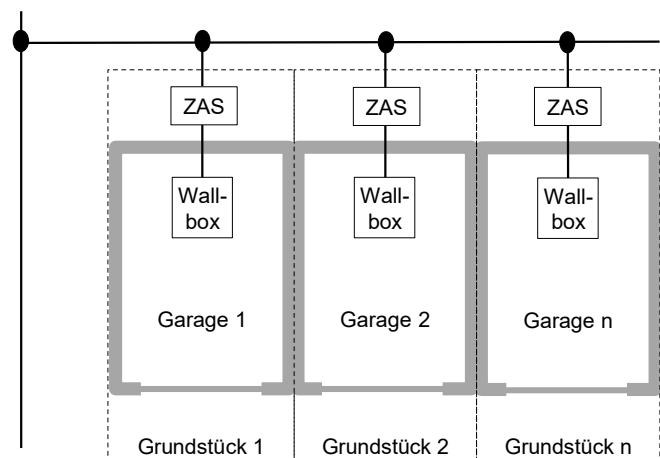 ZAS
ZAS
ZAS
Wall-
box
Wall-
box
Wall-
box
Garage 1
Garage 2
Garage n
Grundstück 1
Grundstück 2
Grundstück n